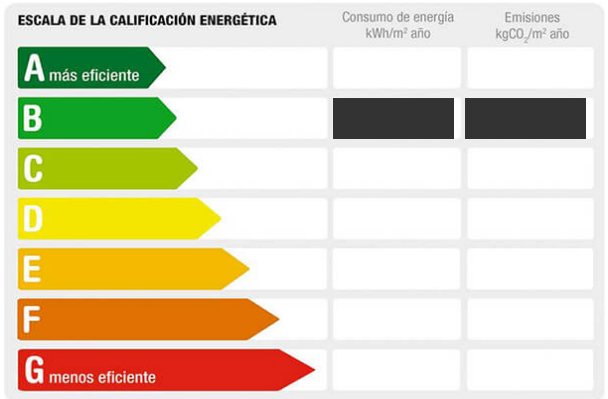 ESCALA DE LA CALIFICACIÓN ENERGÉTICA
Consumo de energía
kWh/m² año
Emisiones
kgCO₂/m² año
A más eficiente
B
C
D
E
F
G menos eficiente